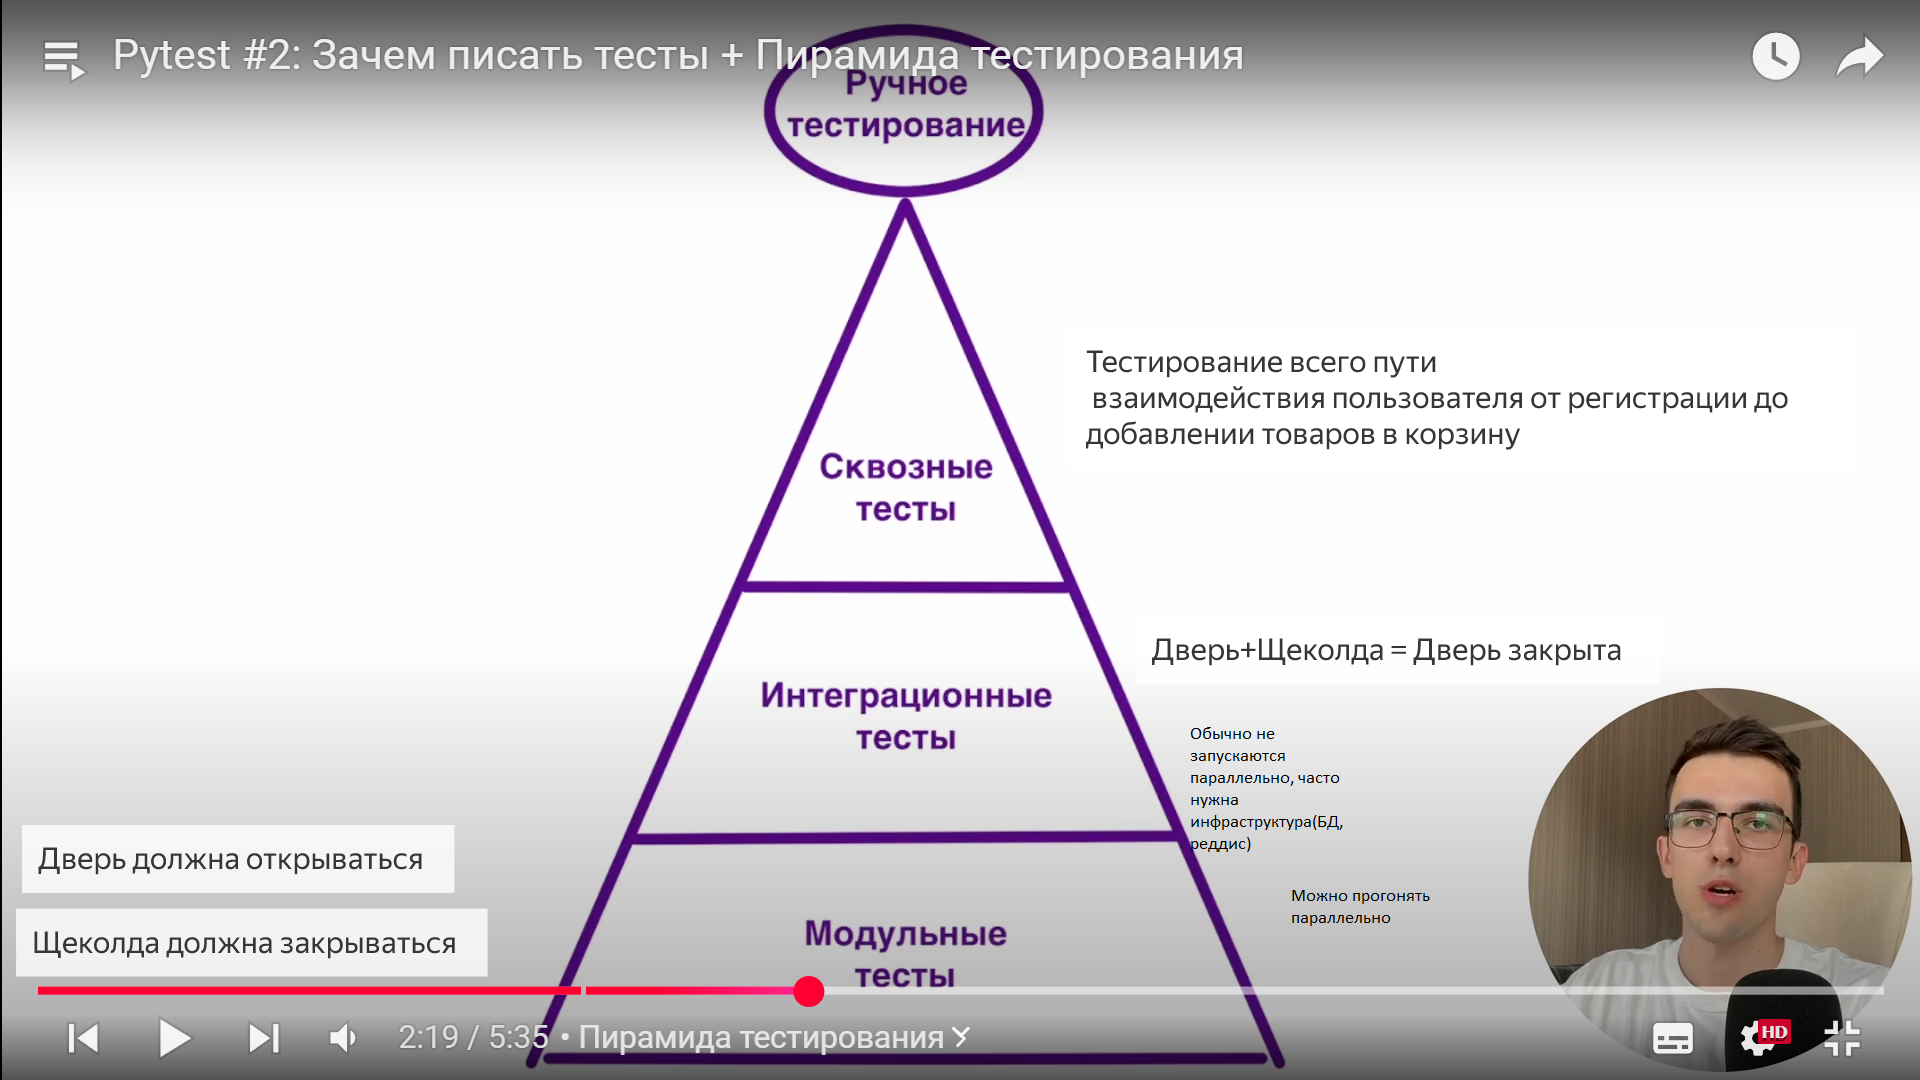 Pytest #2: Зачем писать тесты + Пирамида тестирования
Ручное
тестирование
Тестирование всего пути
взаимодействия пользователя от регистрации до
добавлении товаров в корзину
Сквозные
тесты
Дверь+Щеколда = Дверь закрыта
Интеграционные
тесты
Обычно не
запускаются
параллельно, часто
нужна
инфраструктура(БД,
реддис)
Дверь должна открываться
Щеколда должна закрываться
Можно прогонять
параллельно
Модульные
тесты
2:19 / 5:35 • Пирамида тестирования
HD